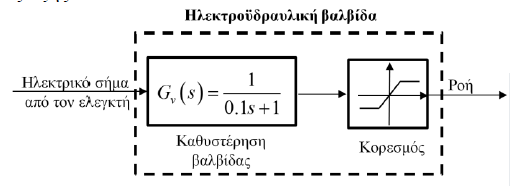 Ηλεκτροϋδραυλική βαλβίδα
Ηλεκτρικό σήμα
από τον ελεγκτή
G_v(s) = 1/(0.1s+1)
Ροή
Καθυστέρηση
βαλβίδας
Κορεσμός